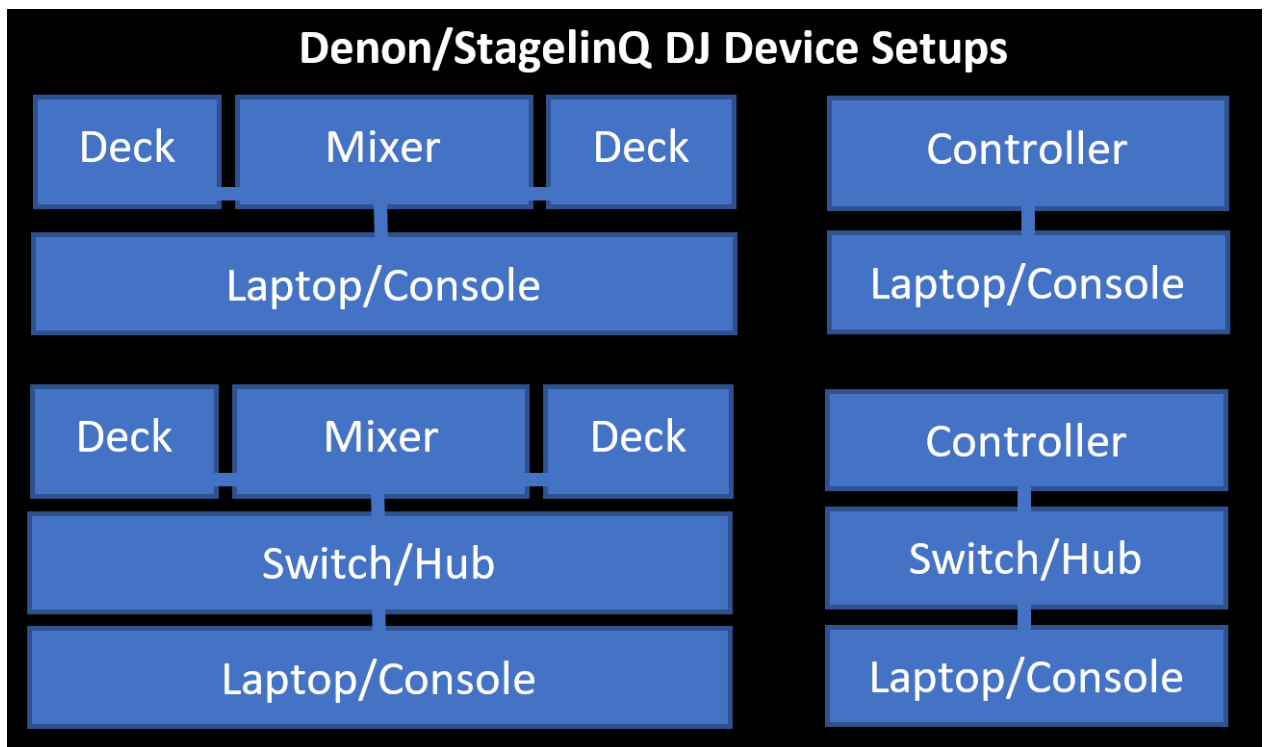 Denon/StagelinQ DJ Device Setups
Deck
Mixer
Deck
Laptop/Console
Controller
Laptop/Console
Deck
Mixer
Deck
Switch/Hub
Laptop/Console
Controller
Switch/Hub
Laptop/Console